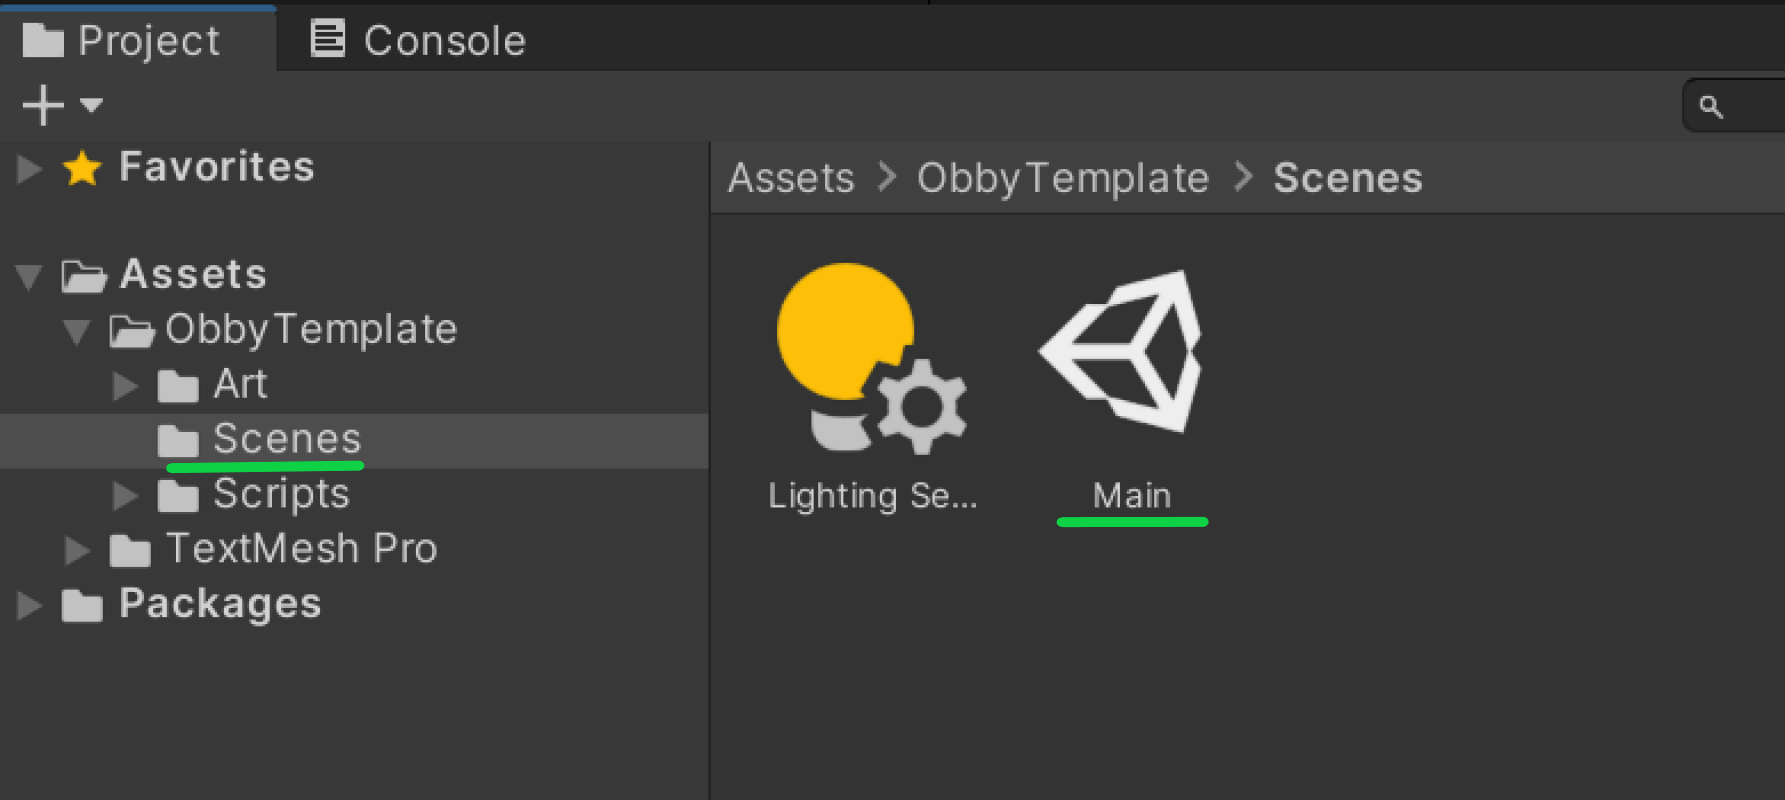 Project Console
Favorites
Assets > ObbyTemplate > Scenes
Assets
ObbyTemplate
Art
Scenes
Scripts
TextMesh Pro
Packages
Lighting Se... Main